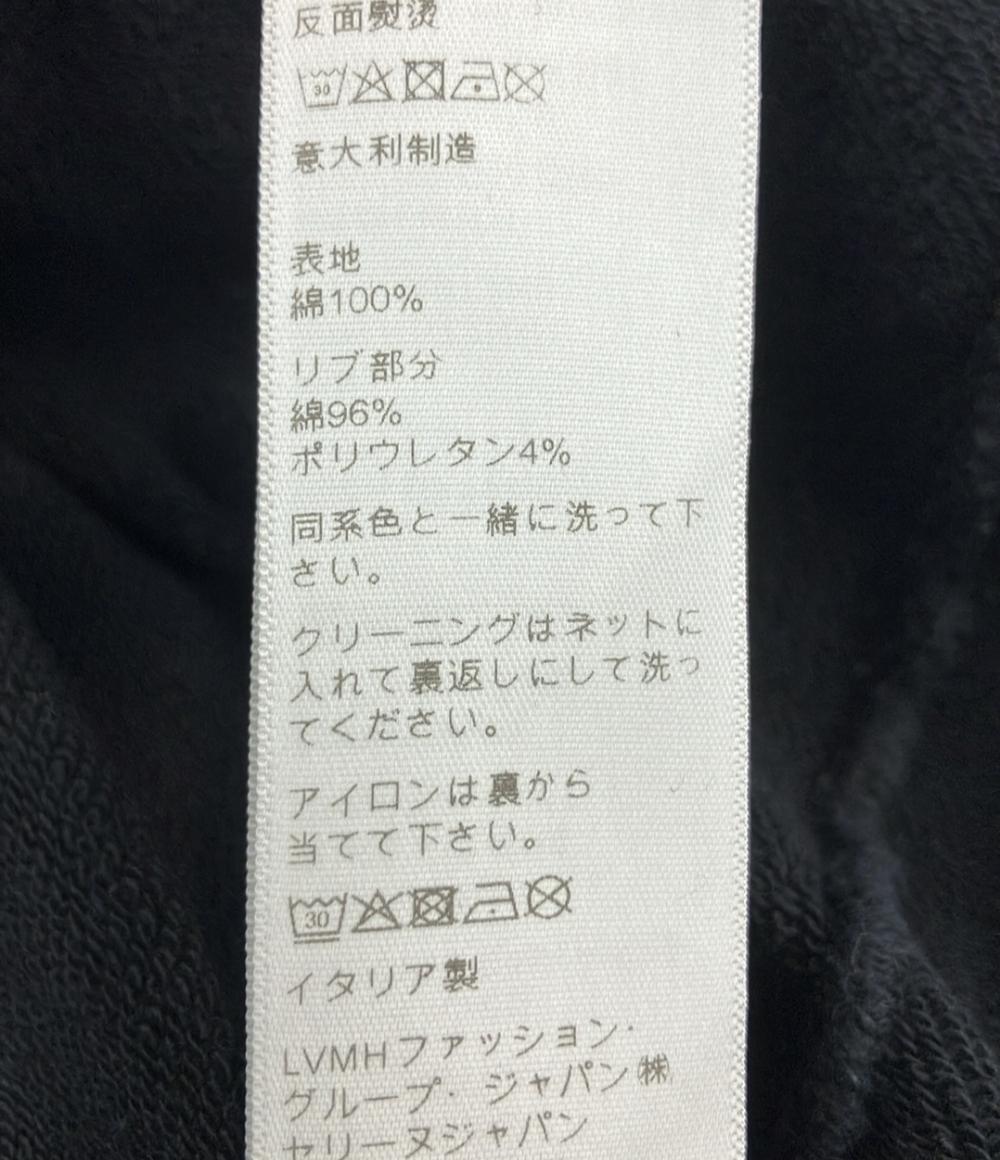 反面熨烫
30
意大利制造
表地
綿100%
リブ部分
綿96%
ポリウレタン4%
同系色と一緒に洗って下
さい。
クリーニングはネットに
入れて裏返しにして洗っ
てください。
アイロンは裏から
当てて下さい。
30
イタリア製
LVMHファッション・
グループ・ジャパン㈱
セリーヌジャパン